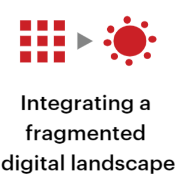 Integrating a
fragmented
digital landscape